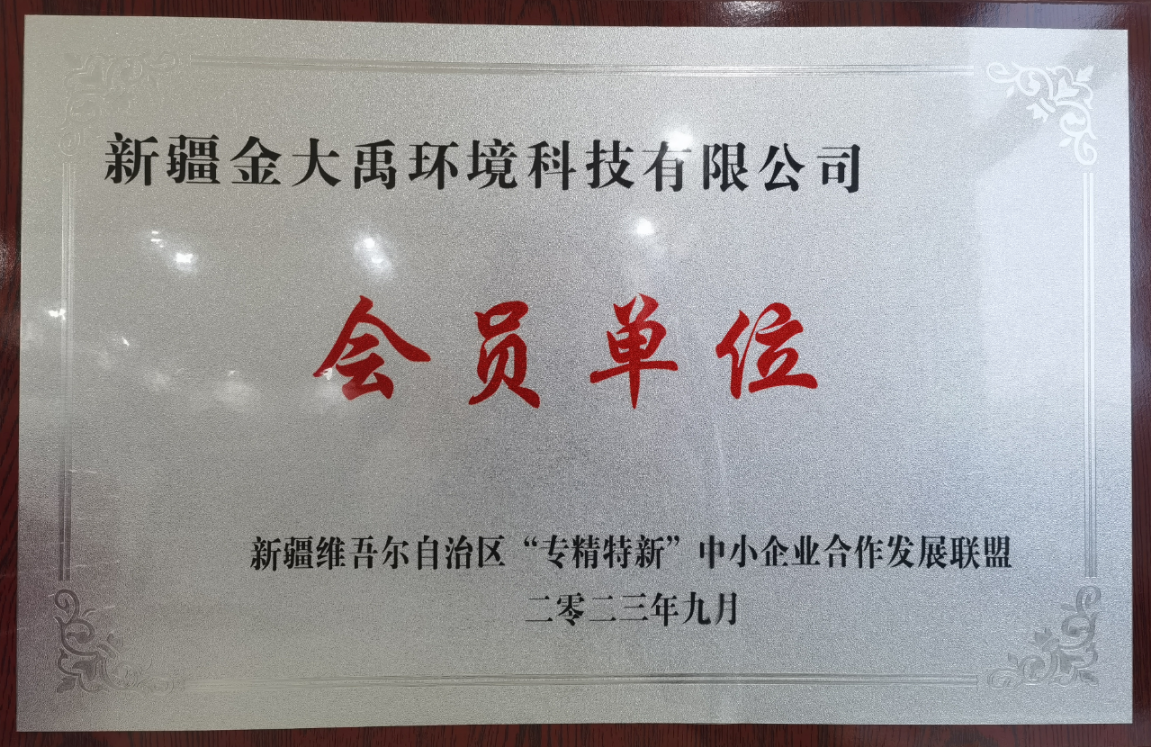 新疆金大禹环境科技有限公司
会员单位
新疆维吾尔自治区“专精特新”中小企业合作发展联盟
二零二三年九月